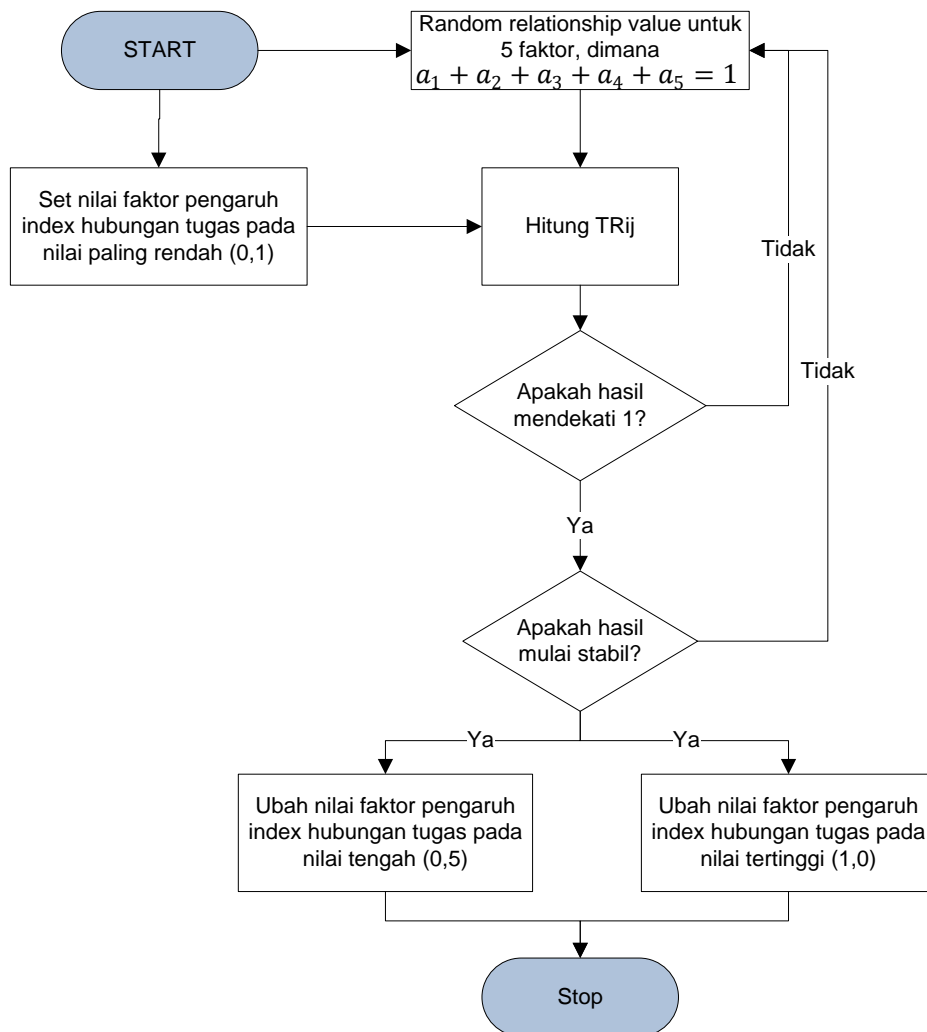 START
Random relationship value untuk
5 faktor, dimana
𝑎₁ + 𝑎₂ + 𝑎₃ + 𝑎₄ + 𝑎₅ = 1
Set nilai faktor pengaruh
index hubungan tugas pada
nilai paling rendah (0,1)
Hitung TRij
Tidak
Tidak
Apakah hasil
mendekati 1?
Ya
Apakah hasil
mulai stabil?
Ya
Ya
Ubah nilai faktor pengaruh
index hubungan tugas pada
nilai tengah (0,5)
Ubah nilai faktor pengaruh
index hubungan tugas pada
nilai tertinggi (1,0)
Stop